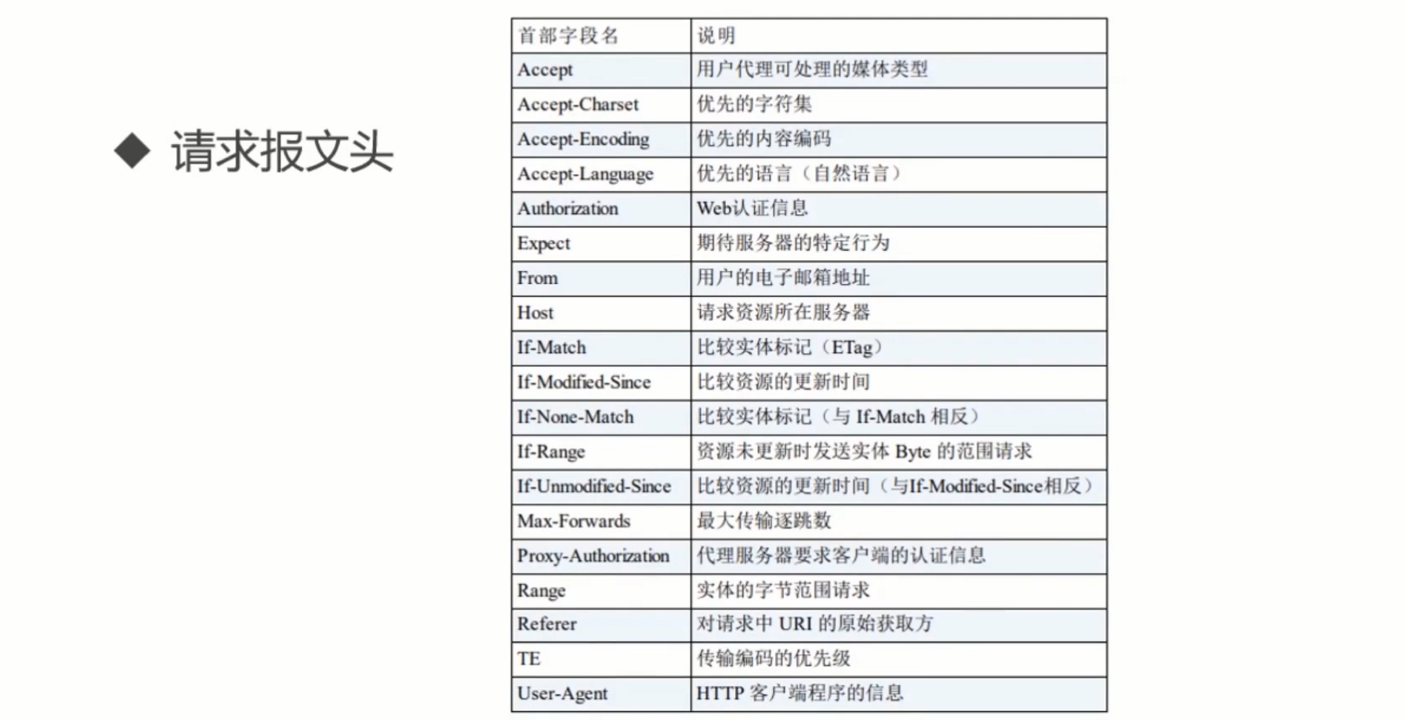 ◆ 请求报文头
首部字段名 说明
Accept 用户代理可处理的媒体类型
Accept-Charset 优先的字符集
Accept-Encoding 优先的内容编码
Accept-Language 优先的语言（自然语言）
Authorization Web认证信息
Expect 期待服务器的特定行为
From 用户的电子邮箱地址
Host 请求资源所在服务器
If-Match 比较实体标记（ETag）
If-Modified-Since 比较资源的更新时间
If-None-Match 比较实体标记（与 If-Match 相反）
If-Range 资源未更新时发送实体 Byte 的范围请求
If-Unmodified-Since 比较资源的更新时间（与If-Modified-Since相反）
Max-Forwards 最大传输逐跳数
Proxy-Authorization 代理服务器要求客户端的认证信息
Range 实体的字节范围请求
Referer 对请求中 URI 的原始获取方
TE 传输编码的优先级
User-Agent HTTP 客户端程序的信息